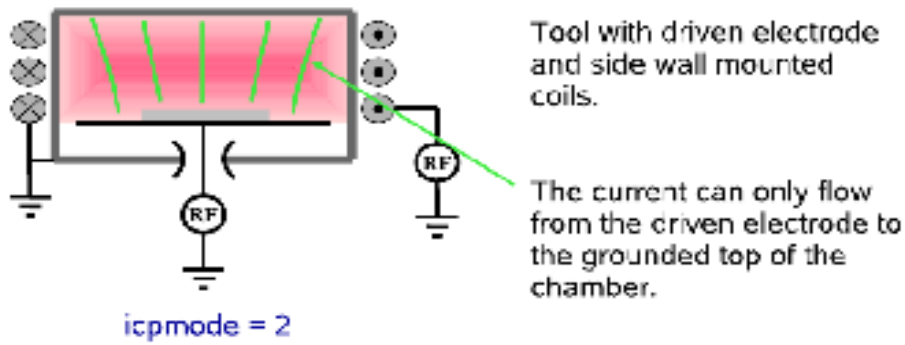 Tool with driven electrode
and side wall mounted
coils.
RF
The current can only flow
from the driven electrode to
the grounded top of the
chamber.
RF
icpmode = 2